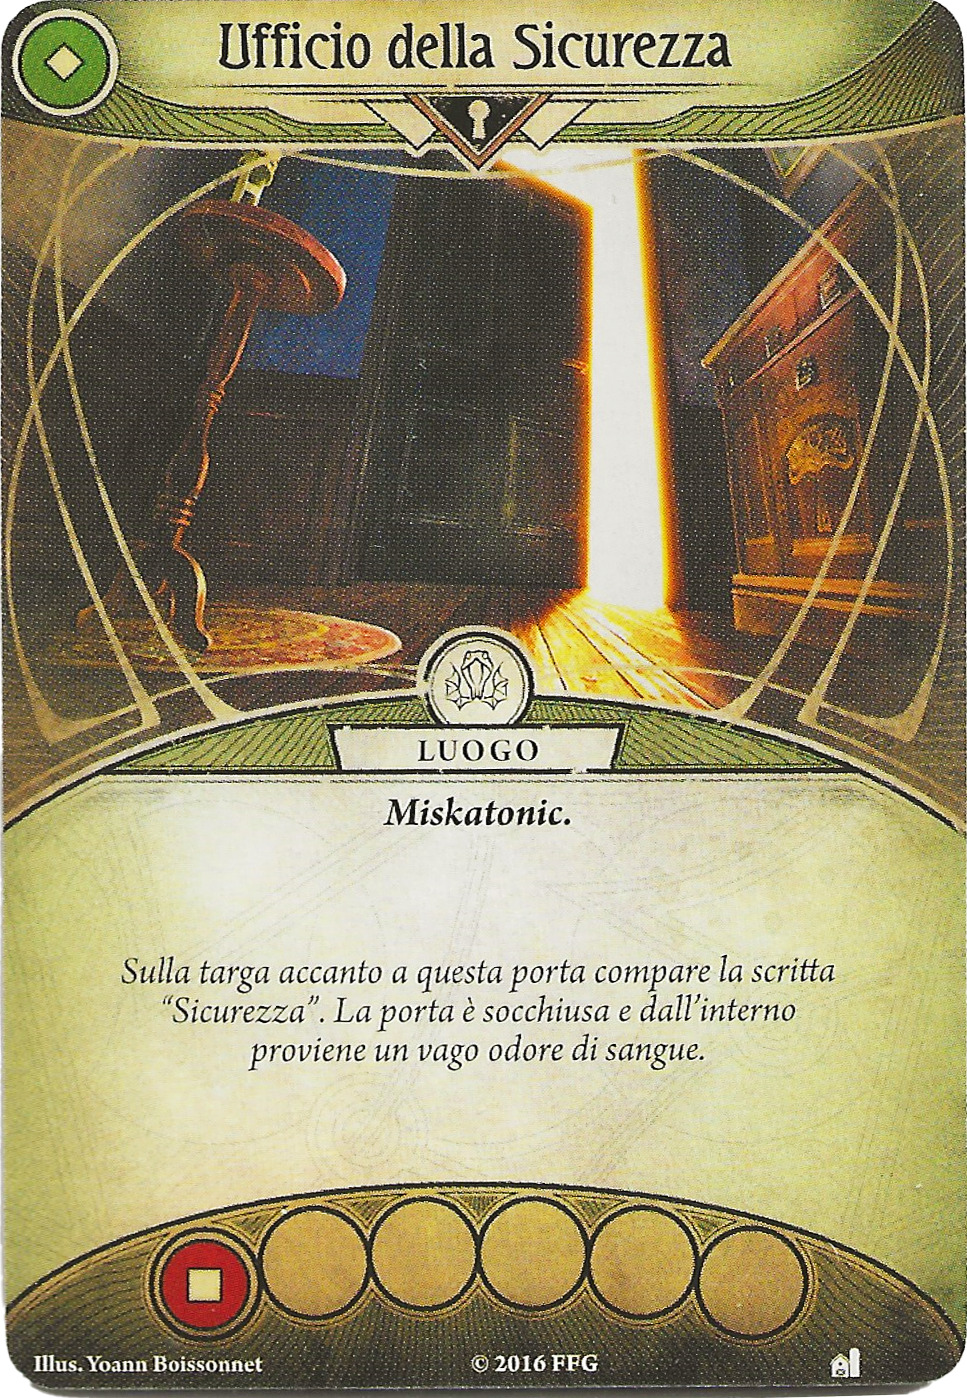 Ufficio della Sicurezza
LUOGO
Miskatonic.
Sulla targa accanto a questa porta compare la scritta
“Sicurezza”. La porta è socchiusa e dall'interno
proviene un vago odore di sangue.
Illus. Yoann Boissonnet
© 2016 FFG